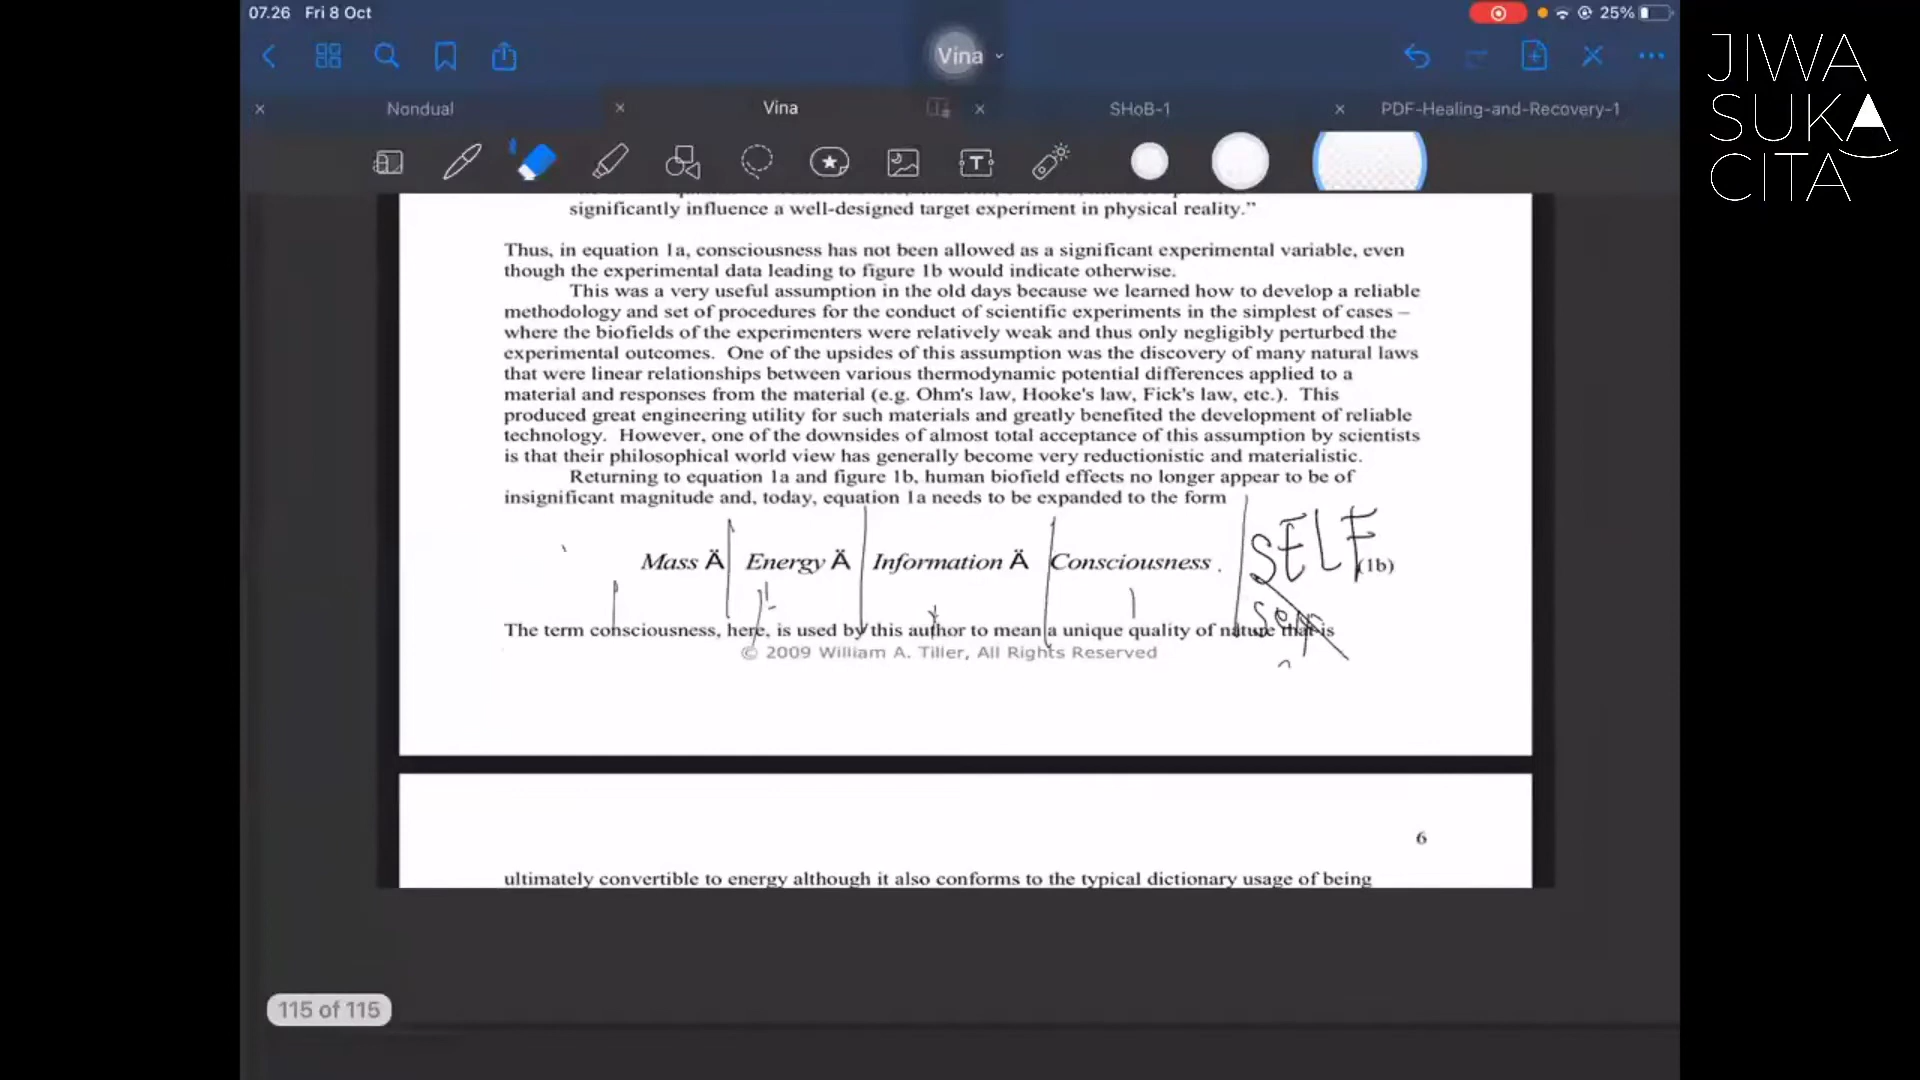 07.26 Fri 8 Oct
25%
Vina
Nondual
Vina
SHoB-1
PDF-Healing-and-Recovery-1
JIWA
SUKA
CITA
significantly influence a well-designed target experiment in physical reality.”
Thus, in equation 1a, consciousness has not been allowed as a significant experimental variable, even
though the experimental data leading to figure 1b would indicate otherwise.
This was a very useful assumption in the old days because we learned how to develop a reliable
methodology and set of procedures for the conduct of scientific experiments in the simplest of cases –
where the biofields of the experimenters were relatively weak and thus only negligibly perturbed the
experimental outcomes. One of the upsides of this assumption was the discovery of many natural laws
that were linear relationships between various thermodynamic potential differences applied to a
material and responses from the material (e.g. Ohm's law, Hooke's law, Fick's law, etc.). This
produced great engineering utility for such materials and greatly benefited the development of reliable
technology. However, one of the downsides of almost total acceptance of this assumption by scientists
is that their philosophical world view has generally become very reductionistic and materialistic.
Returning to equation 1a and figure 1b, human biofield effects no longer appear to be of
insignificant magnitude and, today, equation 1a needs to be expanded to the form
Mass Ä Energy Ä Information Ä Consciousness . SELF (1b)
The term consciousness, here, is used by this author to mean a unique quality of nature that is
© 2009 William A. Tiller, All Rights Reserved
6
ultimately convertible to energy although it also conforms to the typical dictionary usage of being
115 of 115